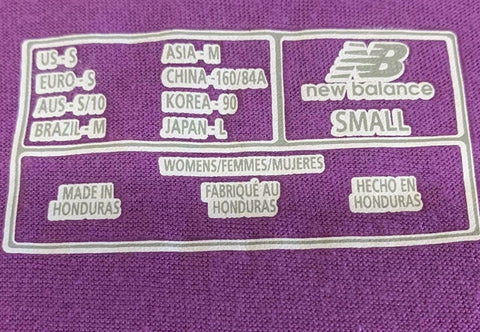 US-S
EURO-S
AUS-S/10
BRAZIL-M
ASIA-M
CHINA-160/84A
KOREA-90
JAPAN-L
NB
new balance
SMALL
WOMENS/FEMMES/MUJERES
MADE IN
HONDURAS
FABRIQUÉ AU
HONDURAS
HECHO EN
HONDURAS